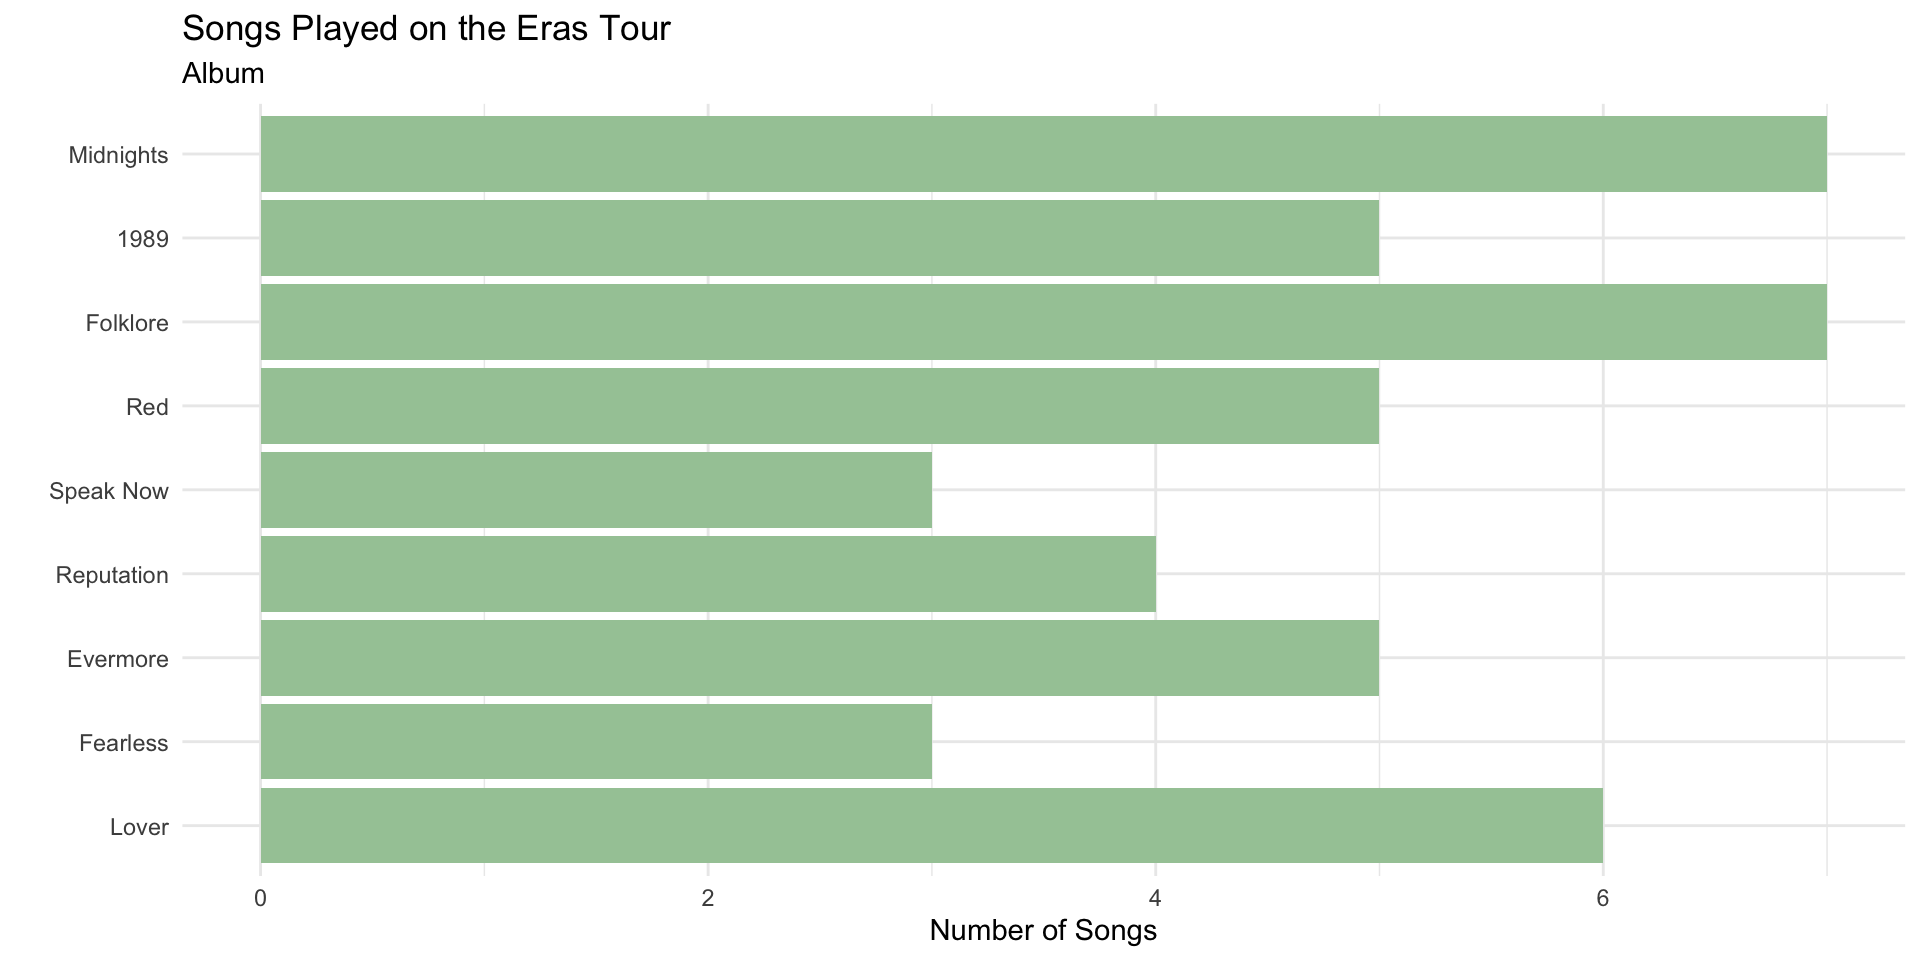 Songs Played on the Eras Tour
Album
Midnights
1989
Folklore
Red
Speak Now
Reputation
Evermore
Fearless
Lover
0 2 4 6
Number of Songs